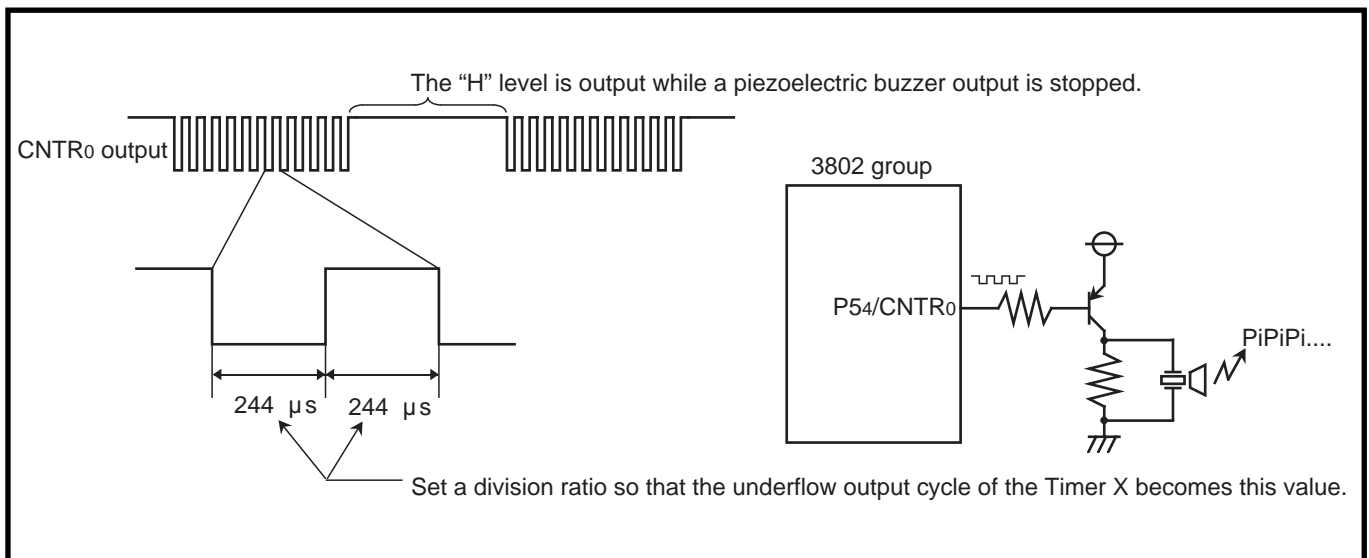 The “H” level is output while a piezoelectric buzzer output is stopped.
CNTR0 output
244 µs 244 µs
Set a division ratio so that the underflow output cycle of the Timer X becomes this value.
3802 group
P54/CNTR0
PiPiPi....